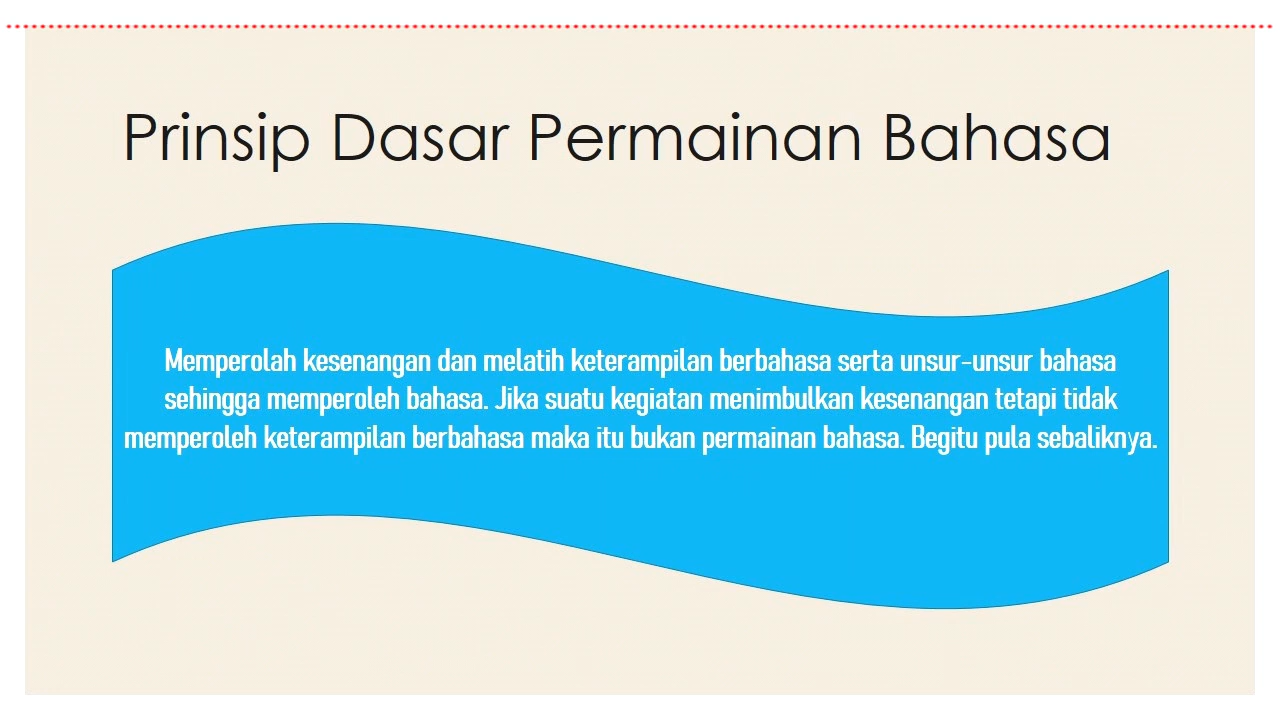 Prinsip Dasar Permainan Bahasa
Memperolah kesenangan dan melatih keterampilan berbahasa serta unsur-unsur bahasa
sehingga memperoleh bahasa. Jika suatu kegiatan menimbulkan kesenangan tetapi tidak
memperoleh keterampilan berbahasa maka itu bukan permainan bahasa. Begitu pula sebaliknya.